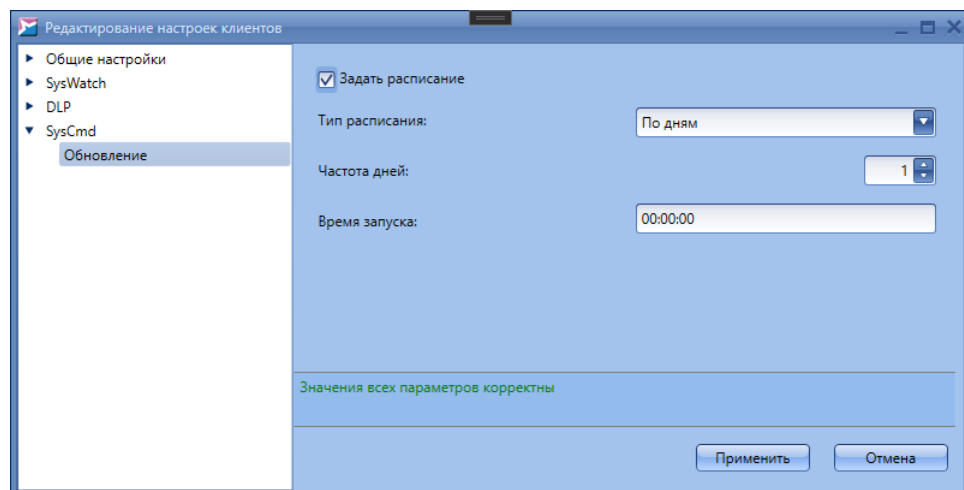 Редактирование настроек клиентов
Общие настройки
SysWatch
DLP
SysCmd
Обновление
Задать расписание
Тип расписания: По дням
Частота дней: 1
Время запуска: 00:00:00
Значения всех параметров корректны
Применить Отмена